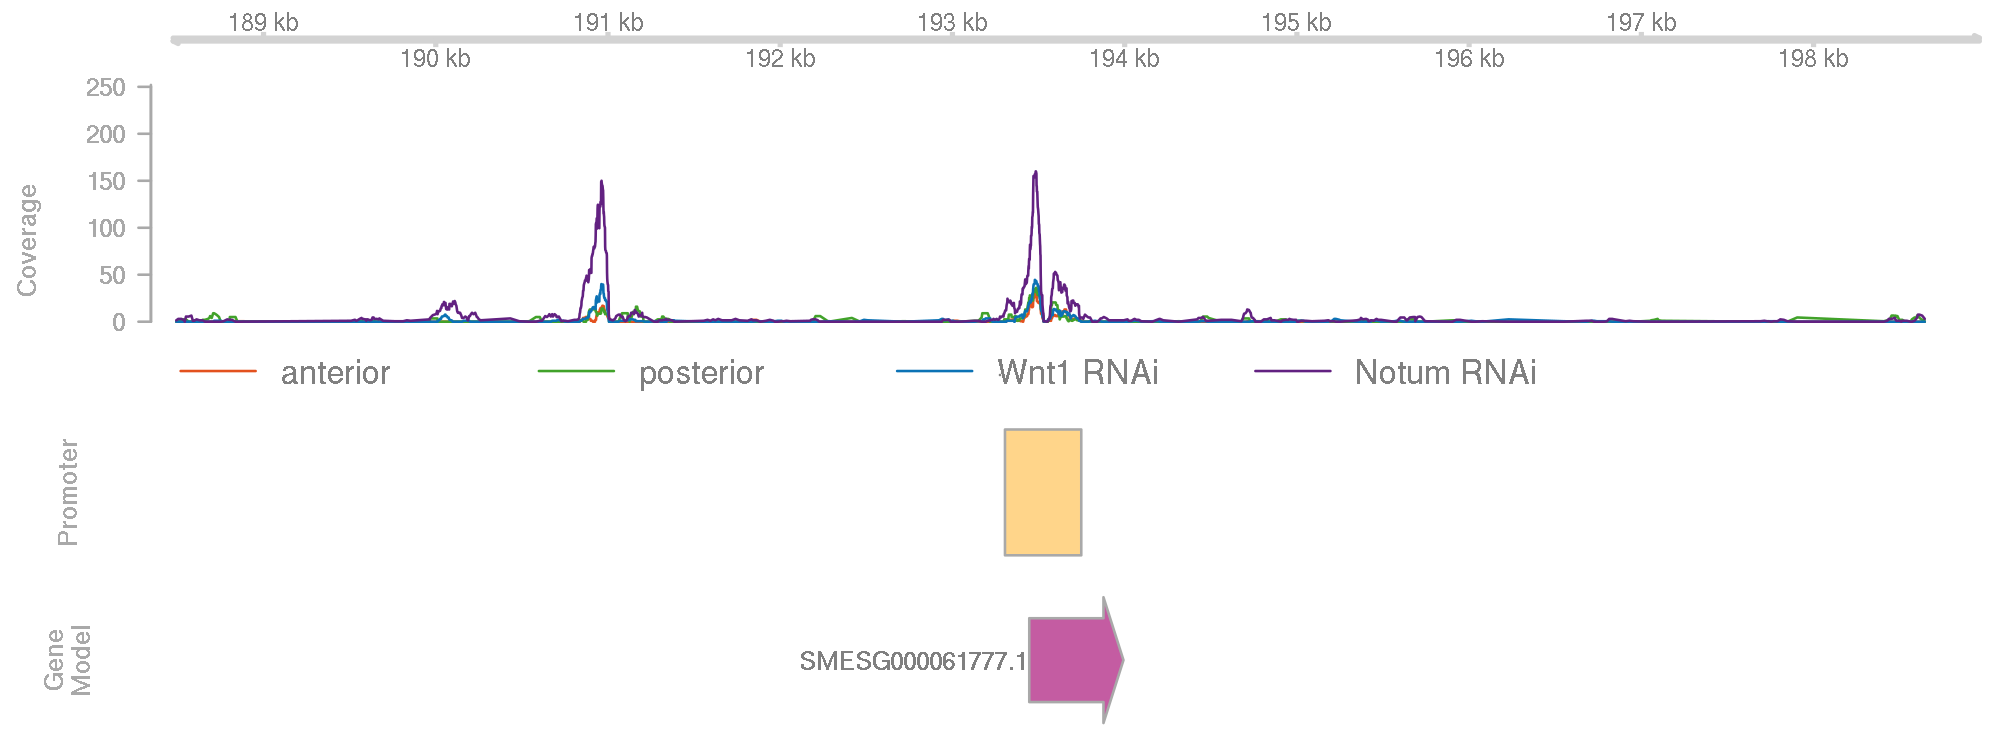 189 kb 191 kb 193 kb 195 kb 197 kb
190 kb 192 kb 194 kb 196 kb 198 kb
250
200
150
100
50
0
Coverage
anterior posterior Wnt1 RNAi Notum RNAi
Promoter
Gene
Model
SMESG000061777.1